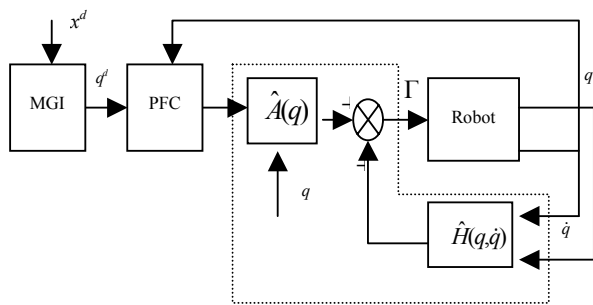 x^d
MGI
q^d
PFC
Â(q)
q
Γ
Robot
q
q̇
Ĥ(q,q̇)